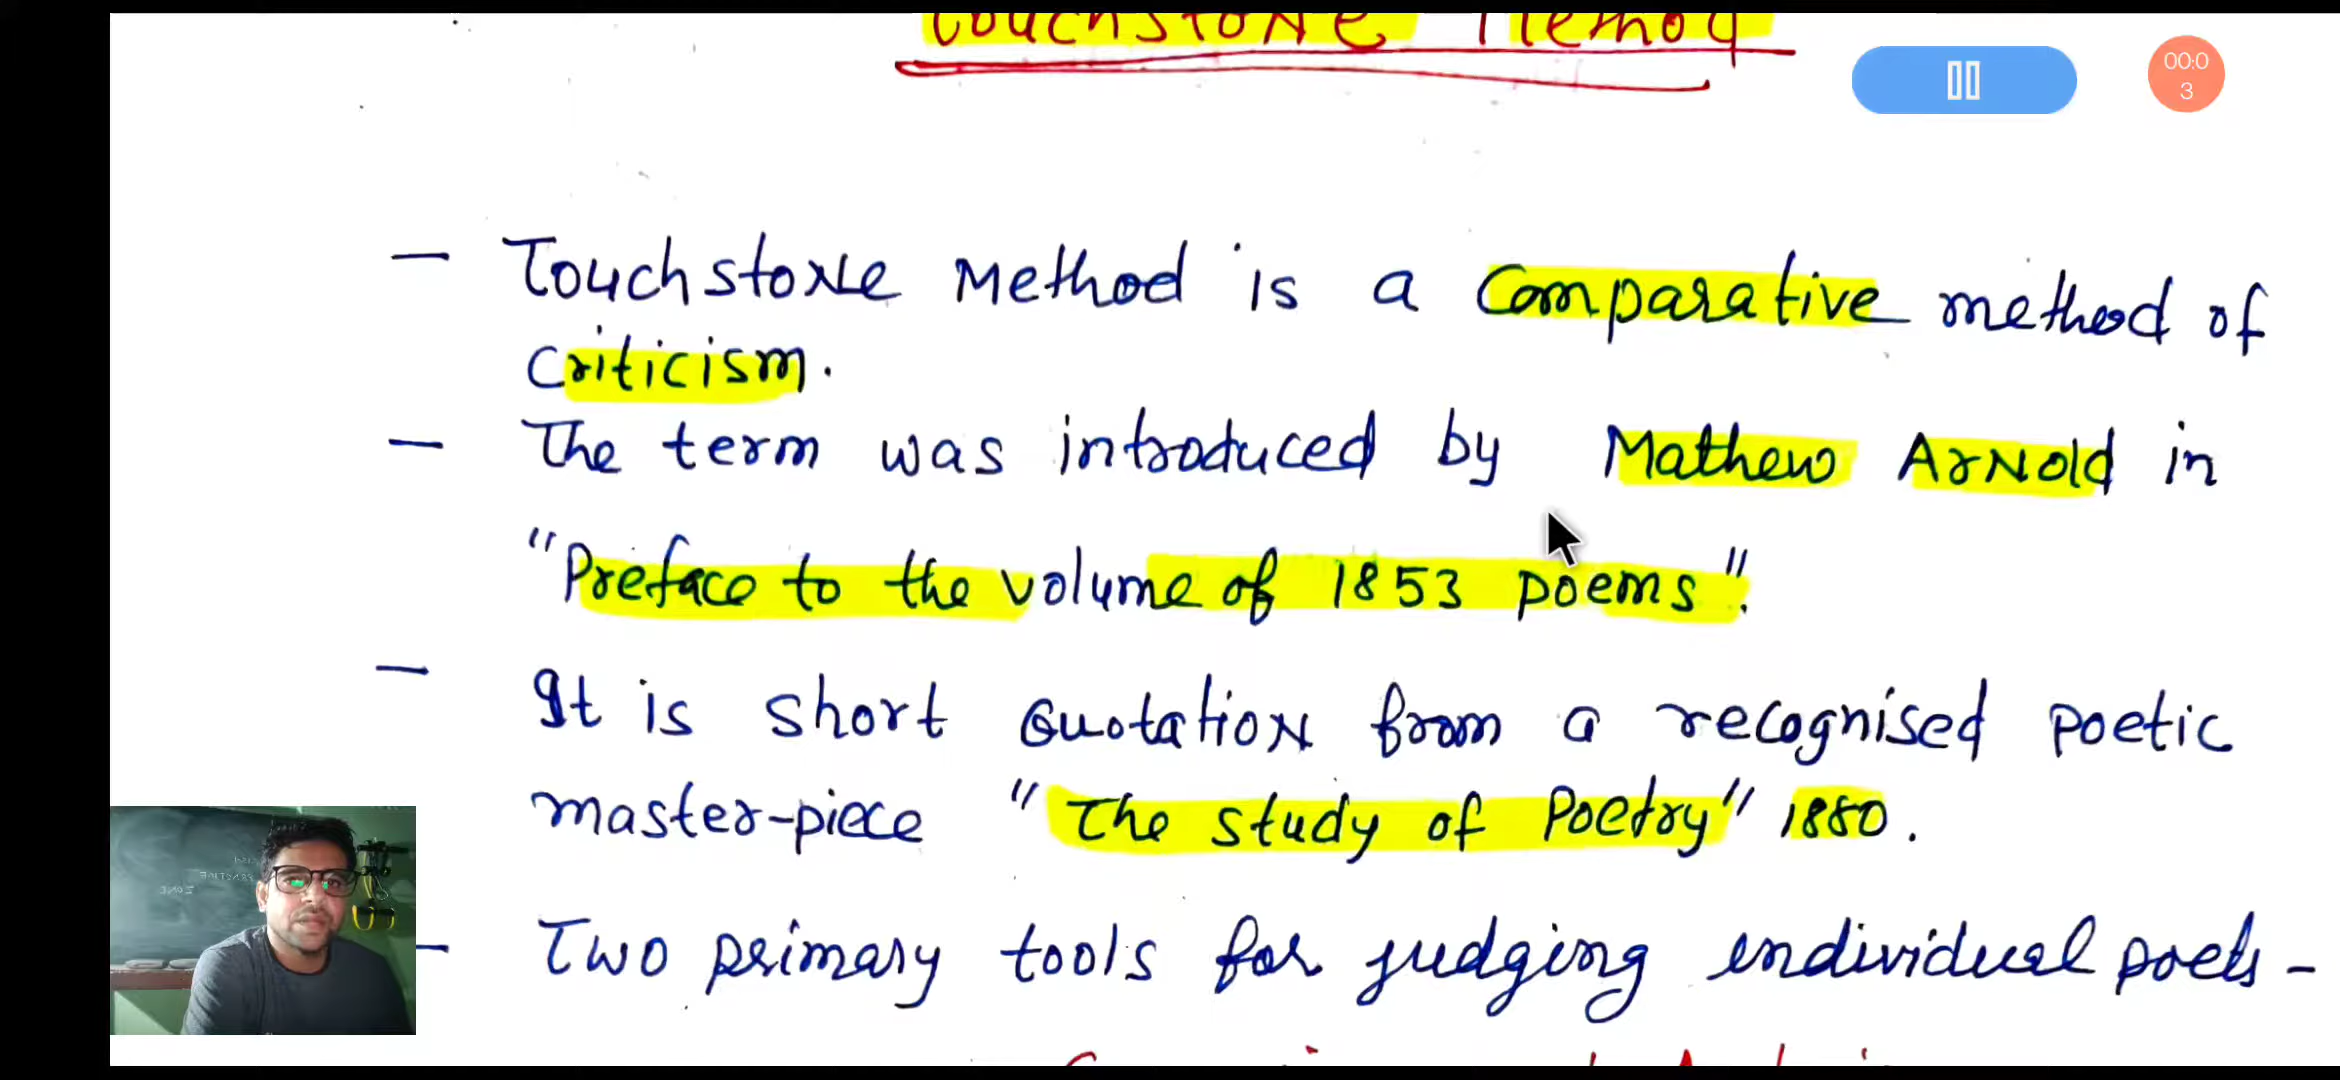 Touchstone Method
00:0
3
- Touchstone Method is a Comparative method of
Criticism.
- The term was introduced by Mathew Arnold in
"Preface to the volume of 1853 poems".
- It is short Quotation from a recognised poetic
master-piece "The study of Poetry" 1880.
- Two primary tools for judging individual poets -